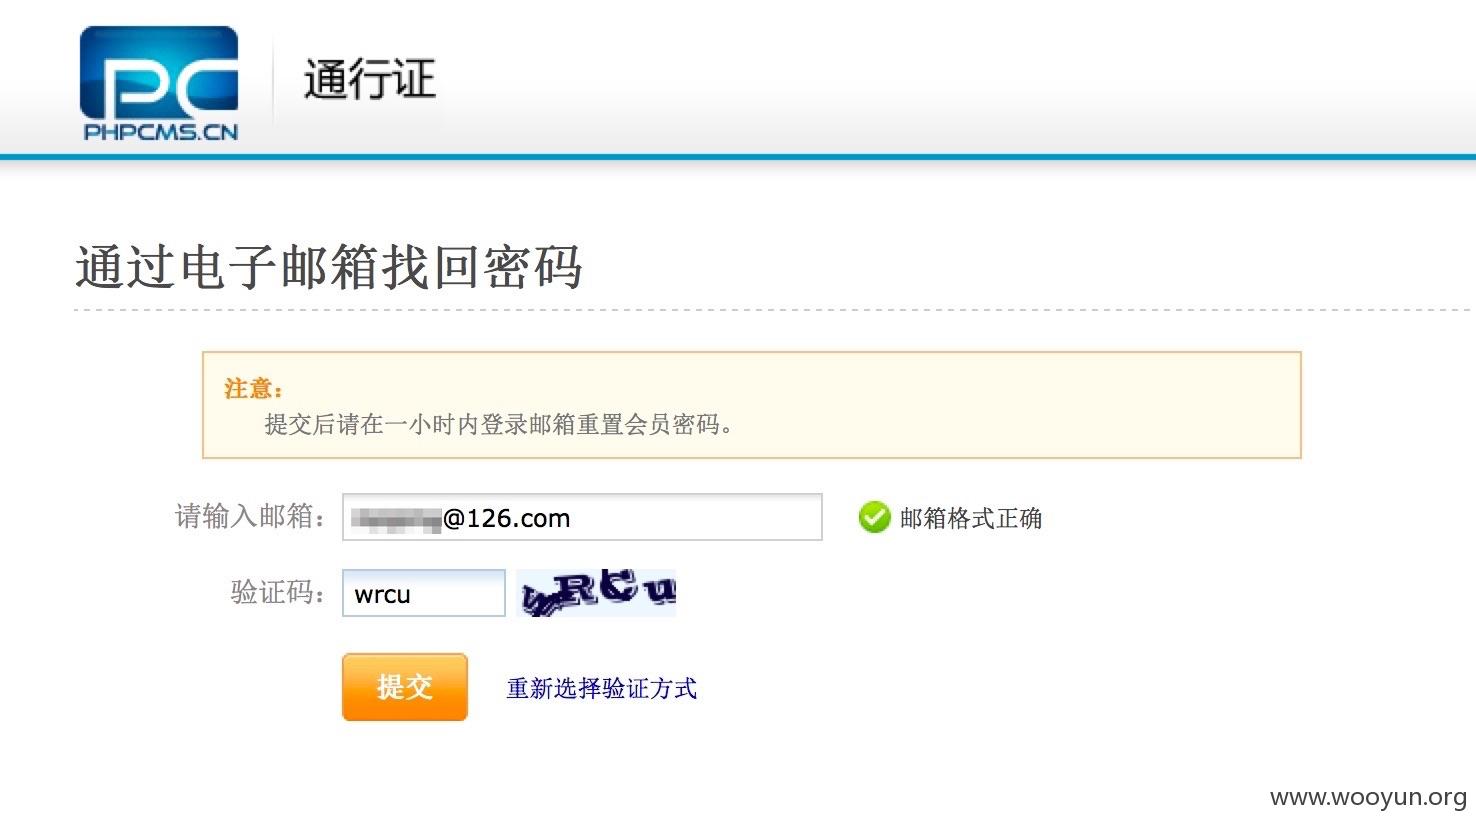 PC
PHPCMS.CN
通行证
通过电子邮箱找回密码
注意：
提交后请在一小时内登录邮箱重置会员密码。
请输入邮箱：
@126.com
邮箱格式正确
验证码：
wrcu
wRCu
提交
重新选择验证方式
www.wooyun.org